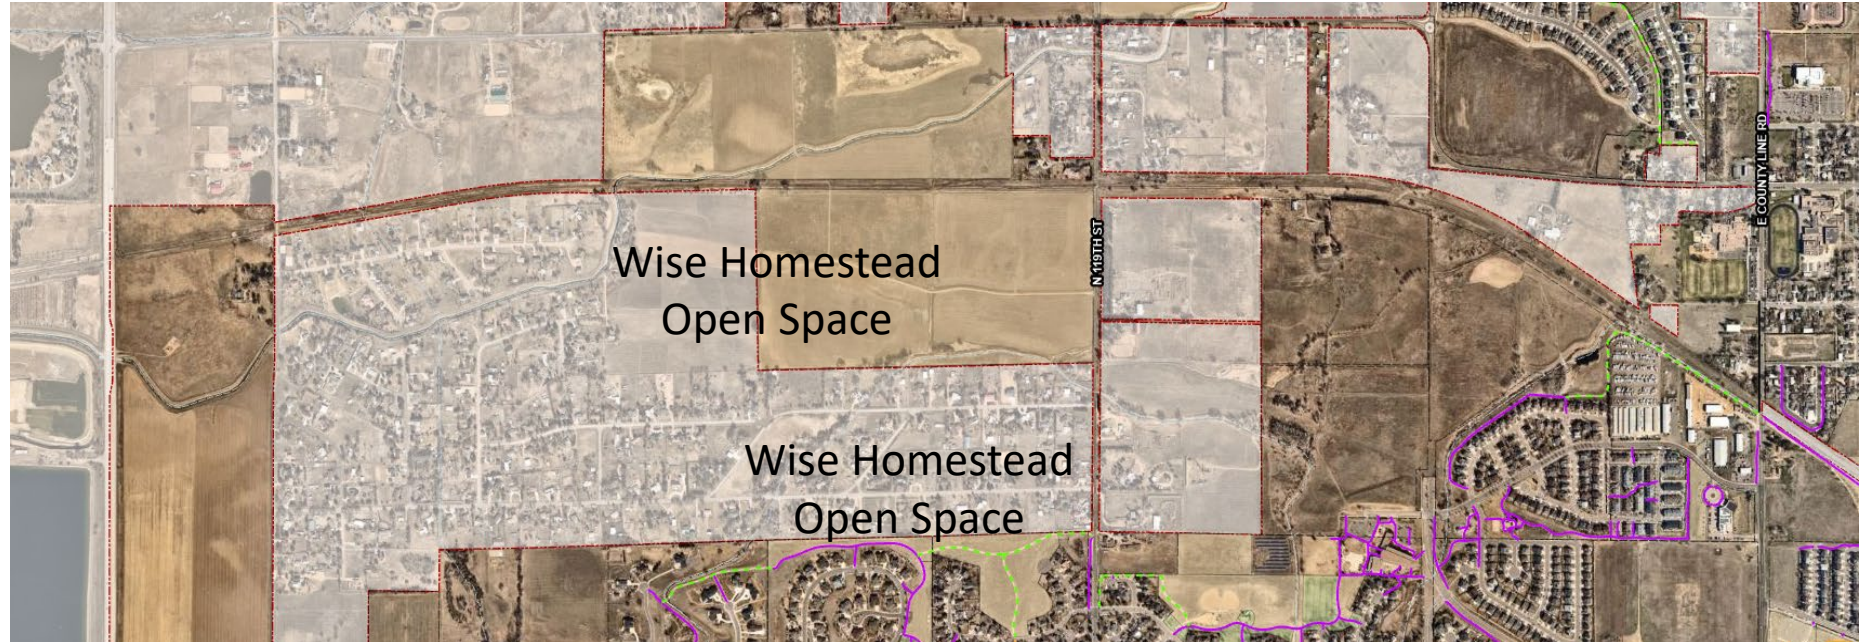 E COUNTY LINE RD
N 119TH ST
Wise Homestead
Open Space
Wise Homestead
Open Space